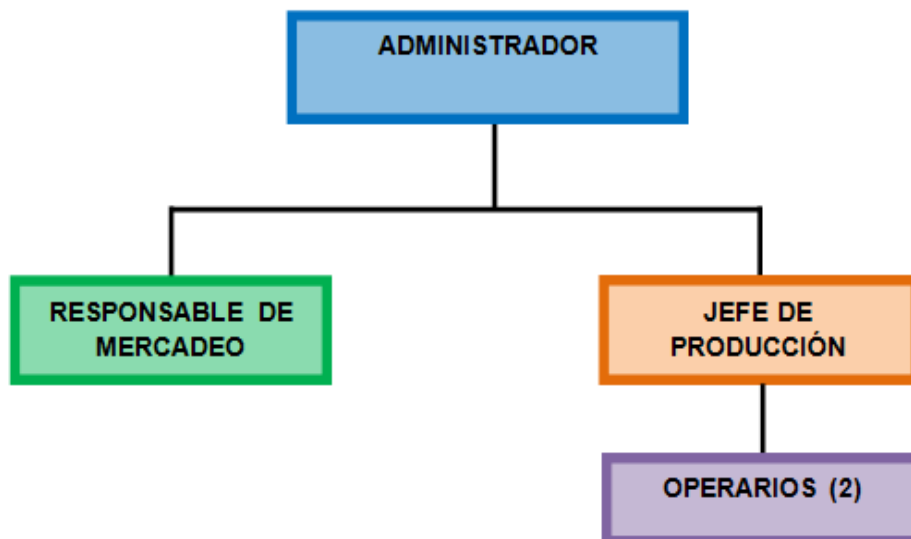 ADMINISTRADOR
RESPONSABLE DE
MERCADEO
JEFE DE
PRODUCCIÓN
OPERARIOS (2)